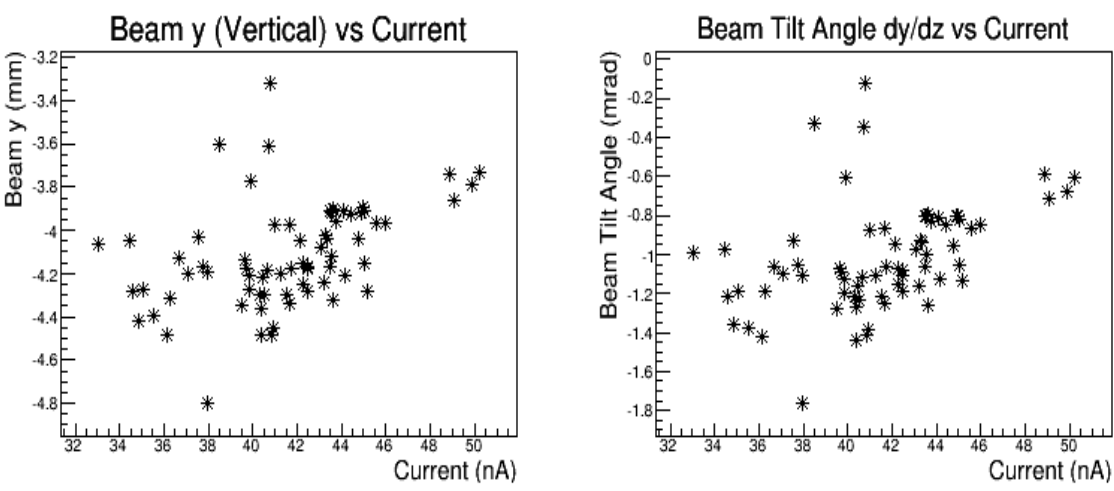 Beam y (Vertical) vs Current
Beam y (mm)
-3.2
-3.4
-3.6
-3.8
-4
-4.2
-4.4
-4.6
-4.8
32 34 36 38 40 42 44 46 48 50
Current (nA)
Beam Tilt Angle dy/dz vs Current
Beam Tilt Angle (mrad)
0
-0.2
-0.4
-0.6
-0.8
-1
-1.2
-1.4
-1.6
-1.8
32 34 36 38 40 42 44 46 48 50
Current (nA)